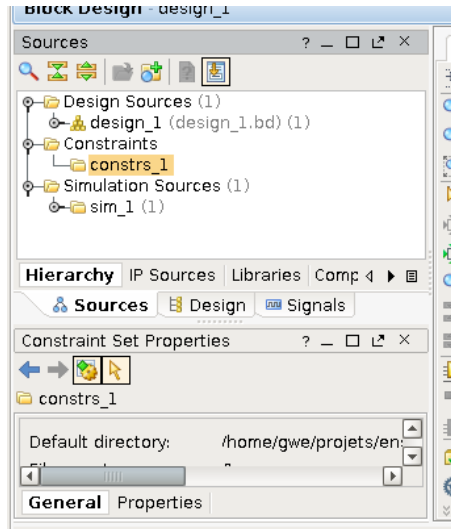 Block Design - design_1
Sources ? _ □ ×
Design Sources (1)
design_1 (design_1.bd) (1)
Constraints
constrs_1
Simulation Sources (1)
sim_1 (1)
Hierarchy IP Sources Libraries Comp
Sources Design Signals
Constraint Set Properties ? _ □ ×
constrs_1
Default directory: /home/gwe/projets/en
General Properties